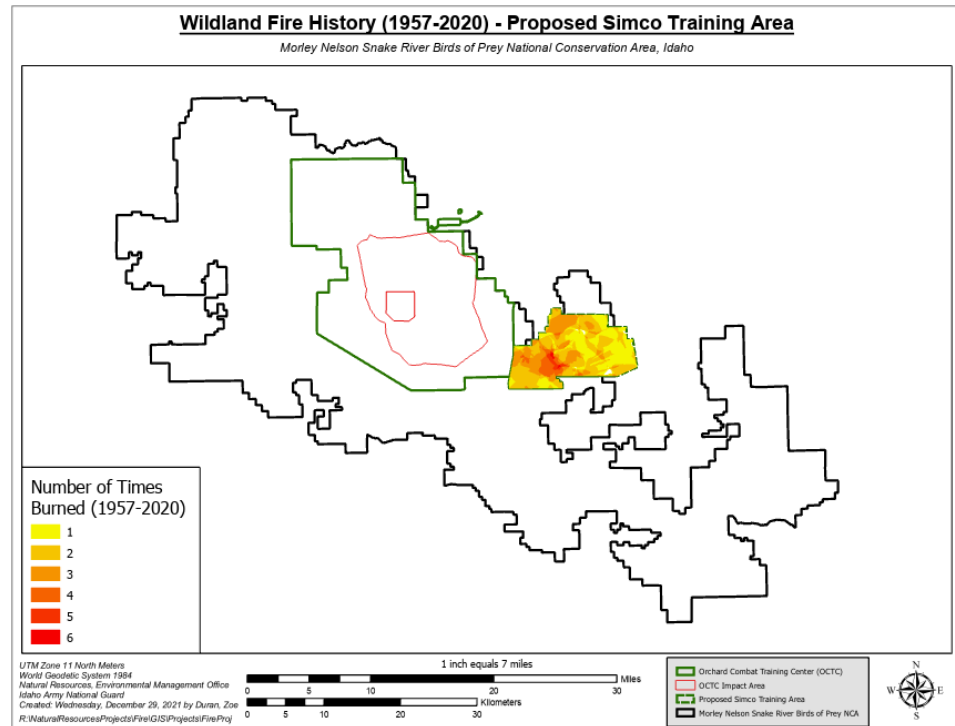 Wildland Fire History (1957-2020) - Proposed Simco Training Area
Morley Nelson Snake River Birds of Prey National Conservation Area, Idaho
Number of Times
Burned (1957-2020)
1
2
3
4
5
6
UTM Zone 11 North Meters
World Geodetic System 1984
Natural Resources, Environmental Management Office
Idaho Army National Guard
Created: Wednesday, December 29, 2021 by Duran, Zoe
R:\NaturalResourcesProjects\Fire\GIS\Projects\FireProj
1 inch equals 7 miles
Miles
0 5 10 20 30
Kilometers
0 5 10 20 30
Orchard Combat Training Center (OCTC)
OCTC Impact Area
Proposed Training Area
Morley Nelson Snake River Birds of Prey NCA
N
W E
S